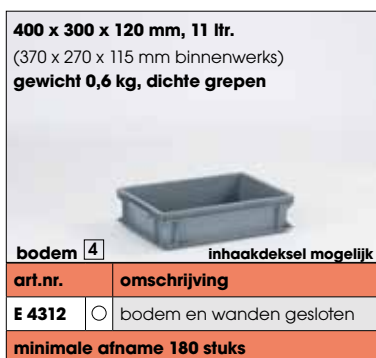 400 x 300 x 120 mm, 11 ltr.
(370 x 270 x 115 mm binnenwerks)
gewicht 0,6 kg, dichte grepen
bodem 4 inhaakdeksel mogelijk
art.nr. omschrijving
E 4312 bodem en wanden gesloten
minimale afname 180 stuks